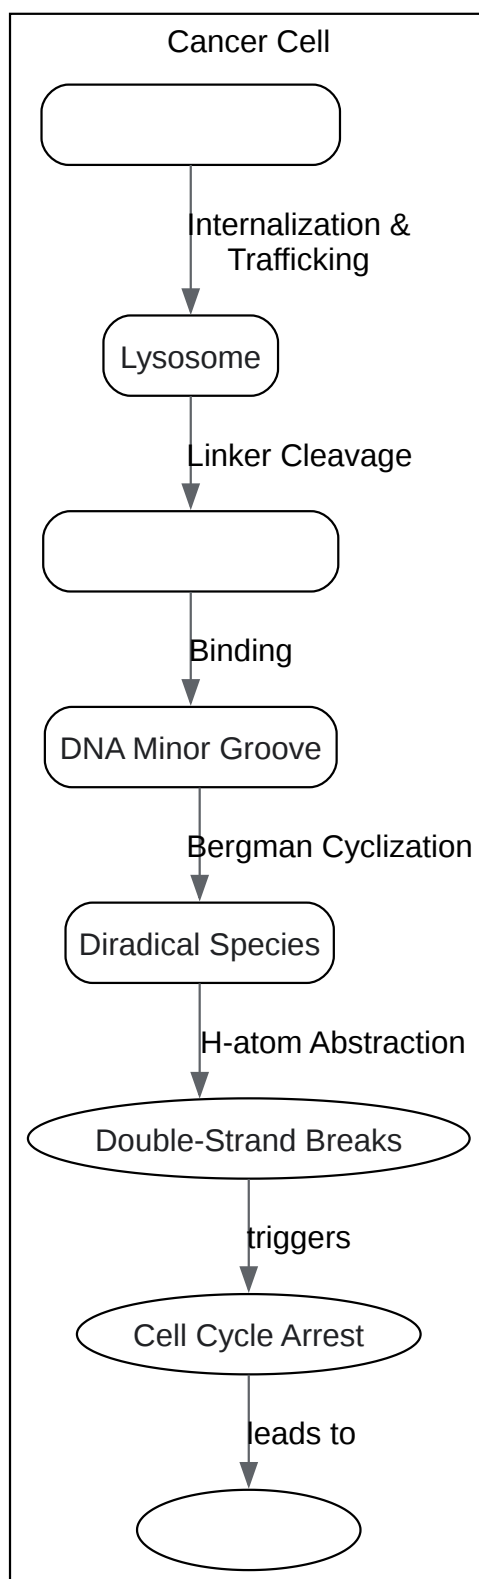 Cancer Cell
Internalization &
Trafficking
Lysosome
Linker Cleavage
Binding
DNA Minor Groove
Bergman Cyclization
Diradical Species
H-atom Abstraction
Double-Strand Breaks
triggers
Cell Cycle Arrest
leads to